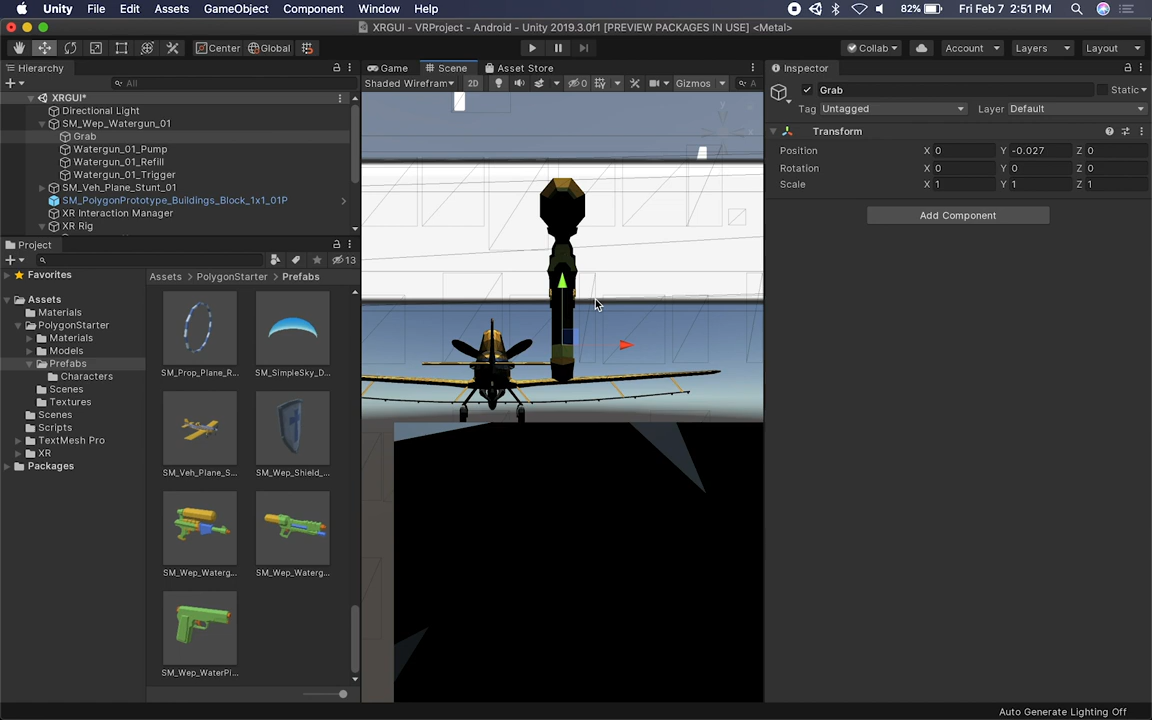 Unity File Edit Assets GameObject Component Window Help 82% Fri Feb 7 2:51 PM
XRGUI - VRProject - Android - Unity 2019.3.0f1 [PREVIEW PACKAGES IN USE] <Metal>
Center Global Collab Account Layers Layout
Hierarchy
All
XRGUI*
Directional Light
SM_Wep_Watergun_01
Grab
Watergun_01_Pump
Watergun_01_Refill
Watergun_01_Trigger
SM_Veh_Plane_Stunt_01
SM_PolygonPrototype_Buildings_Block_1x1_01P
XR Interaction Manager
XR Rig
Game Scene Asset Store
Shaded Wirefram 2D 0 Gizmos A
Inspector
Grab Static
Tag Untagged Layer Default
Transform
Position X 0 Y -0.027 Z 0
Rotation X 0 Y 0 Z 0
Scale X 1 Y 1 Z 1
Add Component
Project
13
Favorites
Assets
Materials
PolygonStarter
Materials
Models
Prefabs
Characters
Scenes
Textures
Scenes
Scripts
TextMesh Pro
XR
Packages
Assets > PolygonStarter > Prefabs
SM_Prop_Plane_R... SM_SimpleSky_D...
SM_Veh_Plane_S... SM_Wep_Shield_...
SM_Wep_Waterg... SM_Wep_Waterg...
SM_Wep_WaterPi...
Auto Generate Lighting Off